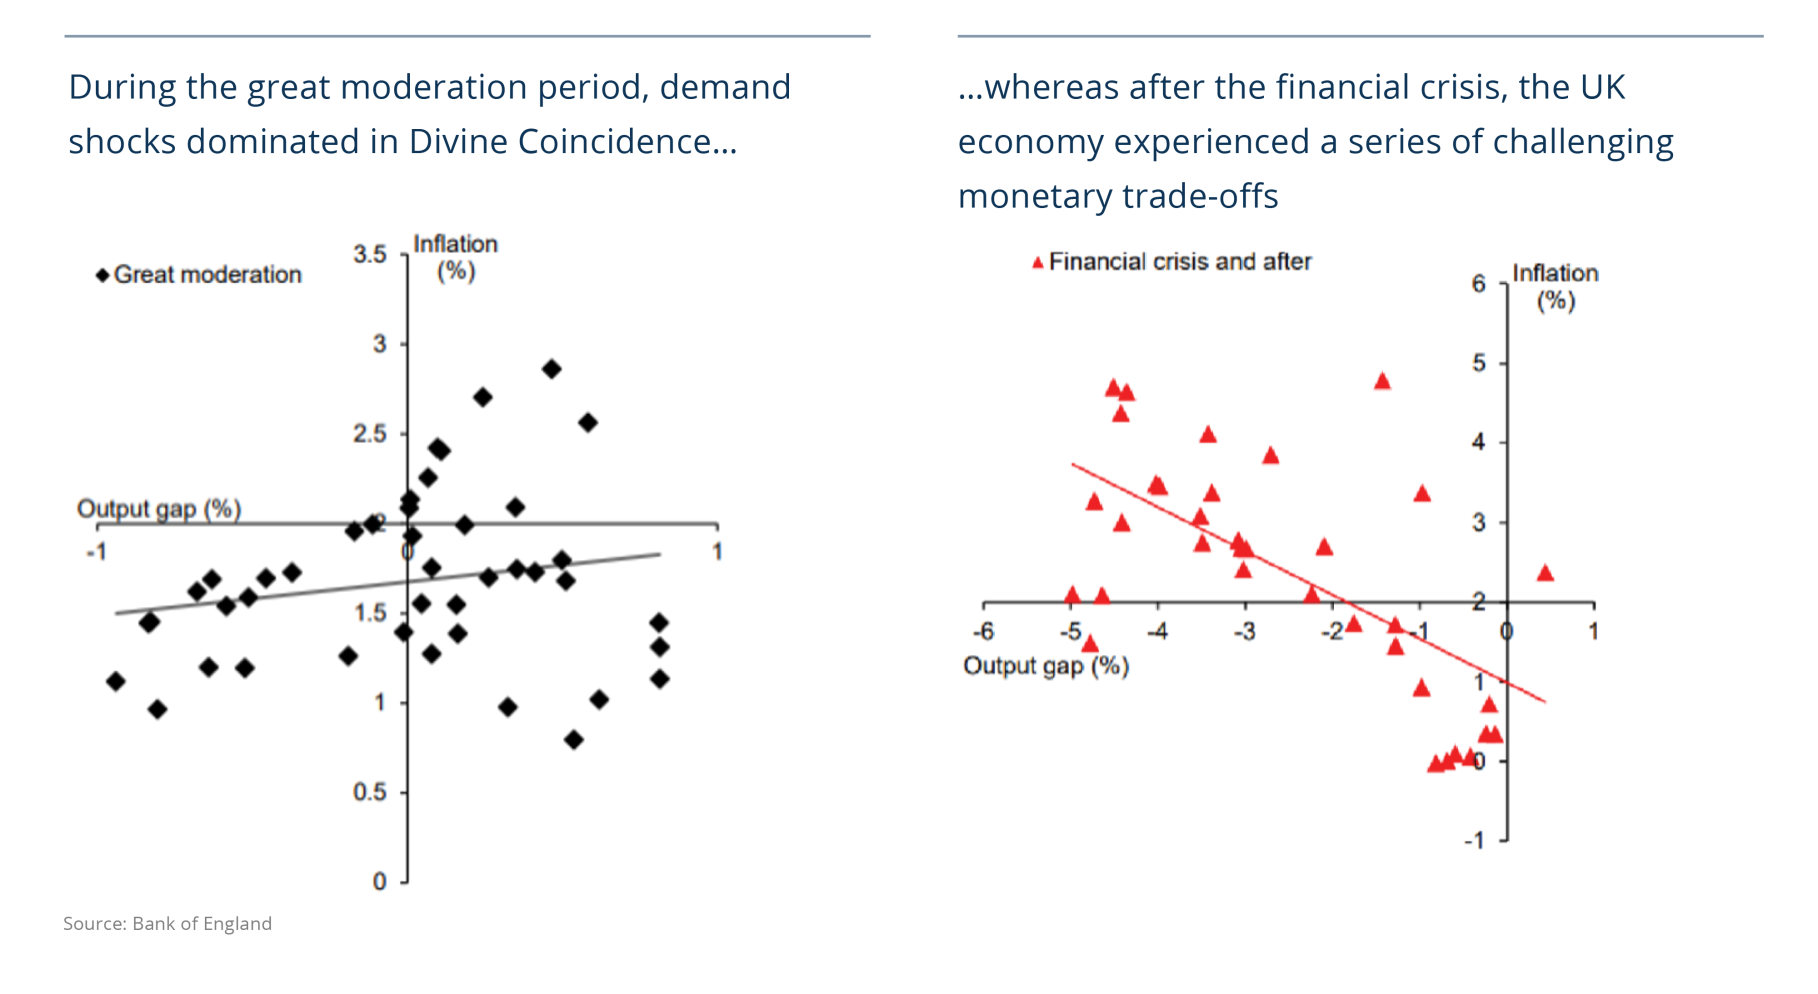 During the great moderation period, demand
shocks dominated in Divine Coincidence...
...whereas after the financial crisis, the UK
economy experienced a series of challenging
monetary trade-offs
Great moderation
Inflation
(%)
3.5
3
2.5
2
1.5
1
0.5
0
Output gap (%)
-1
0
1
Financial crisis and after
Inflation
(%)
6
5
4
3
2
1
0
-1
-6
-5
-4
-3
-2
-1
0
1
Output gap (%)
Source: Bank of England